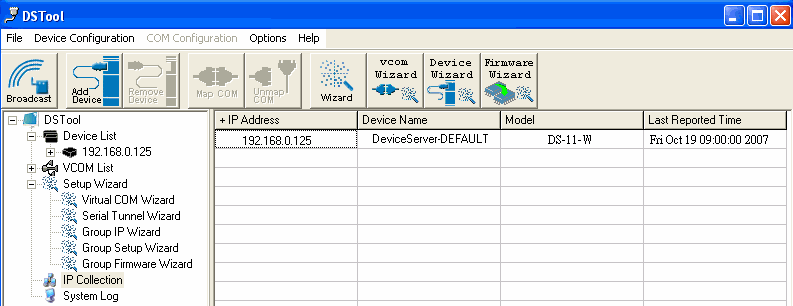 DSTool
File Device Configuration COM Configuration Options Help
Broadcast Add Device Remove Device Map COM Unmap COM Wizard vcom Wizard Device Wizard Firmware Wizard
DSTool
Device List
192.168.0.125
VCOM List
Setup Wizard
Virtual COM Wizard
Serial Tunnel Wizard
Group IP Wizard
Group Setup Wizard
Group Firmware Wizard
IP Collection
System Log
+ IP Address Device Name Model Last Reported Time
192.168.0.125 DeviceServer-DEFAULT DS-11-W Fri Oct 19 09:00:00 2007